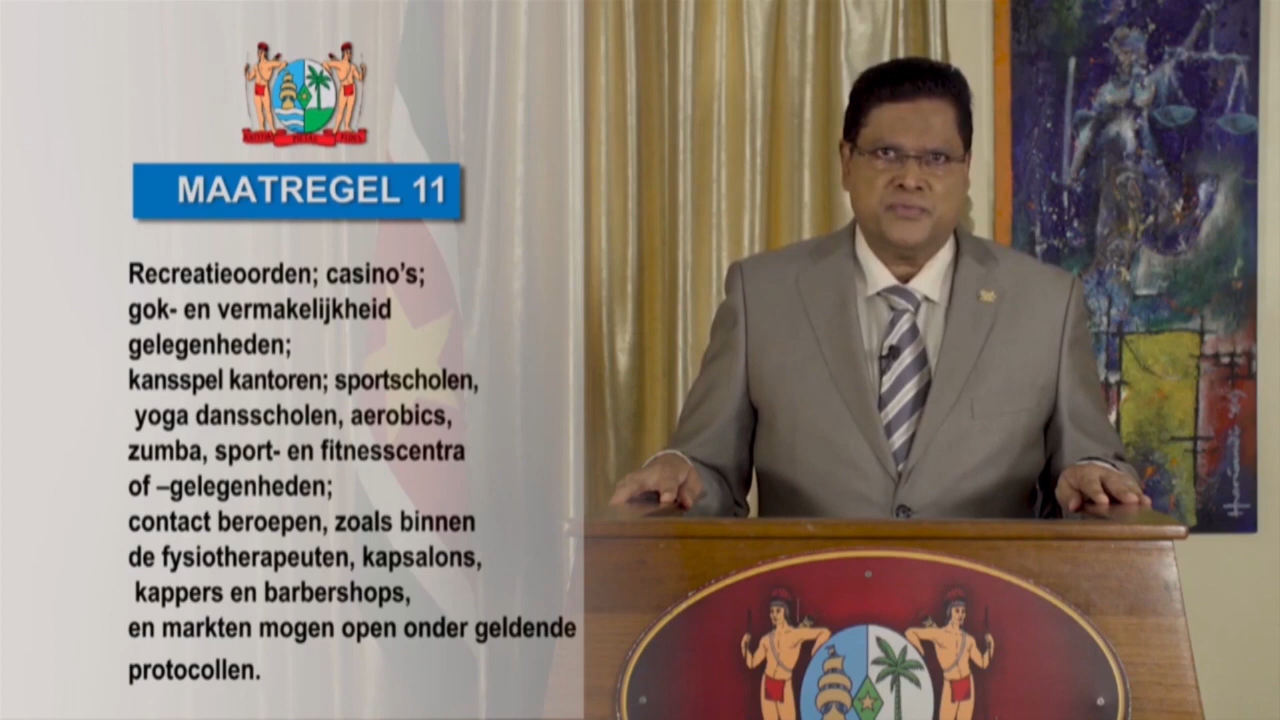 MAATREGEL 11
Recreatieoorden; casino's;
gok- en vermakelijkheid
gelegenheden;
kansspel kantoren; sportscholen,
yoga dansscholen, aerobics,
zumba, sport- en fitnesscentra
of –gelegenheden;
contact beroepen, zoals binnen
de fysiotherapeuten, kapsalons,
kappers en barbershops,
en markten mogen open onder geldende
protocollen.